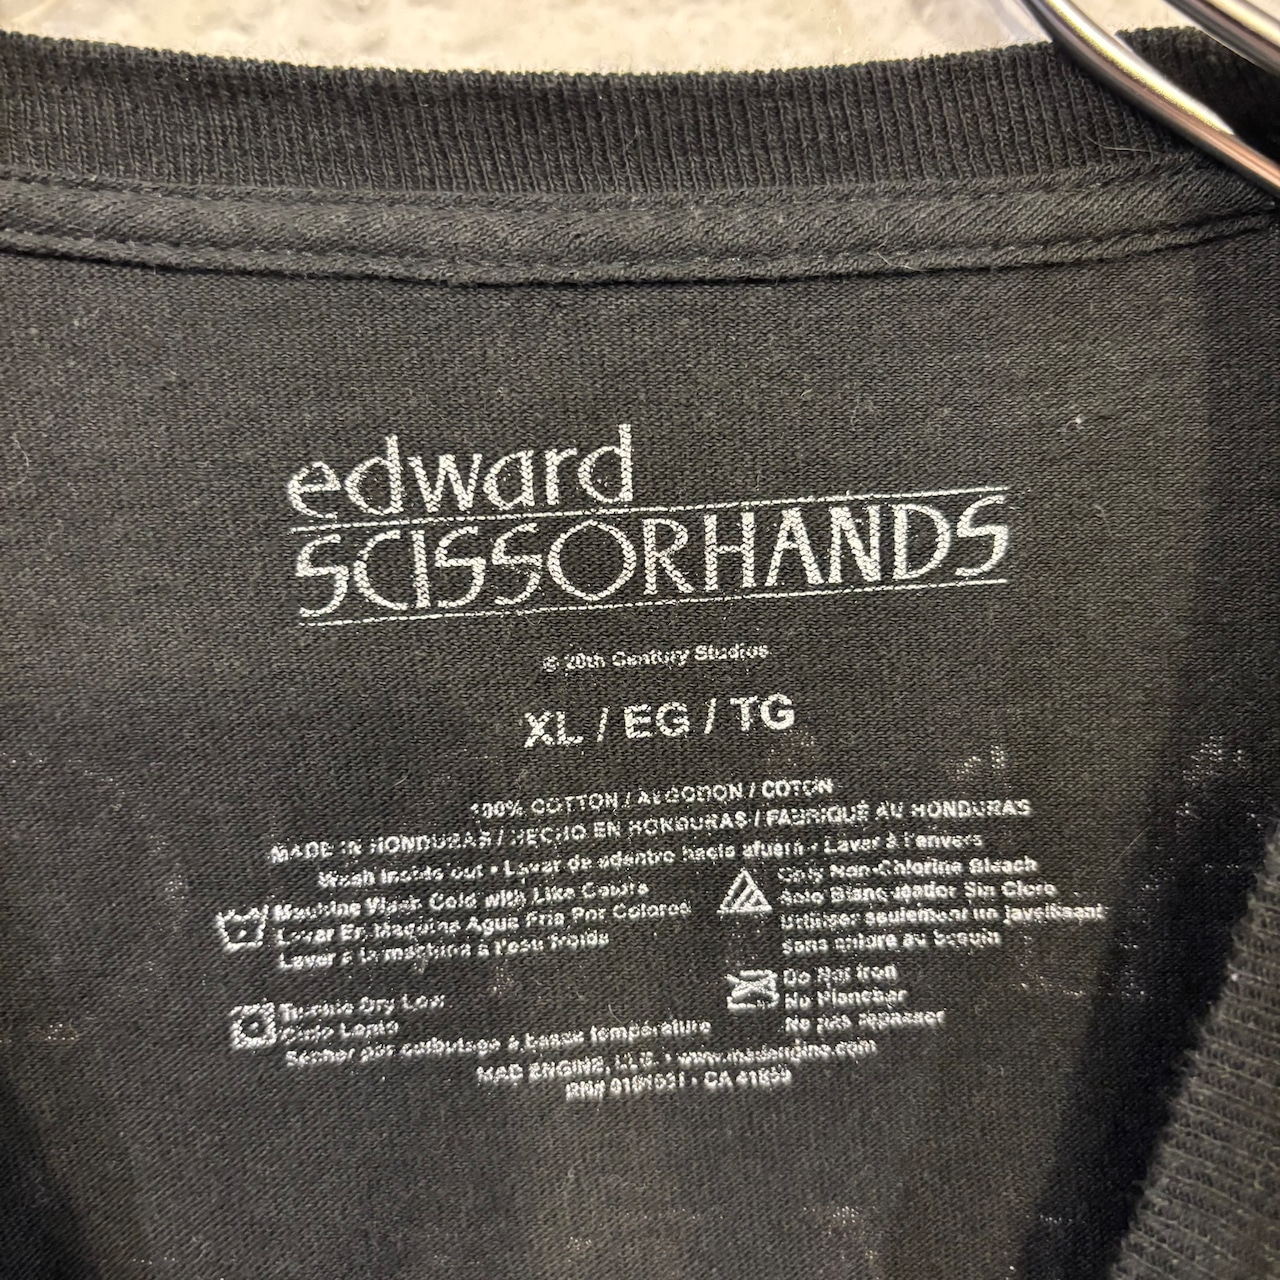 edward
SCISSORHANDS
© 20th Century Studios
XL / EG / TG
100% COTTON / ALGODON / COTON
MADE IN HONDURAS / HECHO EN HONDURAS / FABRIQUÉ AU HONDURAS
Wash inside out • Lavar de adentro hacia afuera • Laver à l'envers
Machine Wash Cold with Like Colors
Lavar En Maquina Agua Fria Por Colores
Laver à la machine à l'eau froide
Only Non-Chlorine Bleach
Solo Blanqueador Sin Cloro
Utiliser seulement un javellisant
sans chlore au besoin
Tumble Dry Low
Ciclo Lento
Sécher par culbutage à basse température
Do Not Iron
No Planchar
Ne pas repasser
MAD ENGINE, LLC. • www.madengine.com
RN# • CA 41859